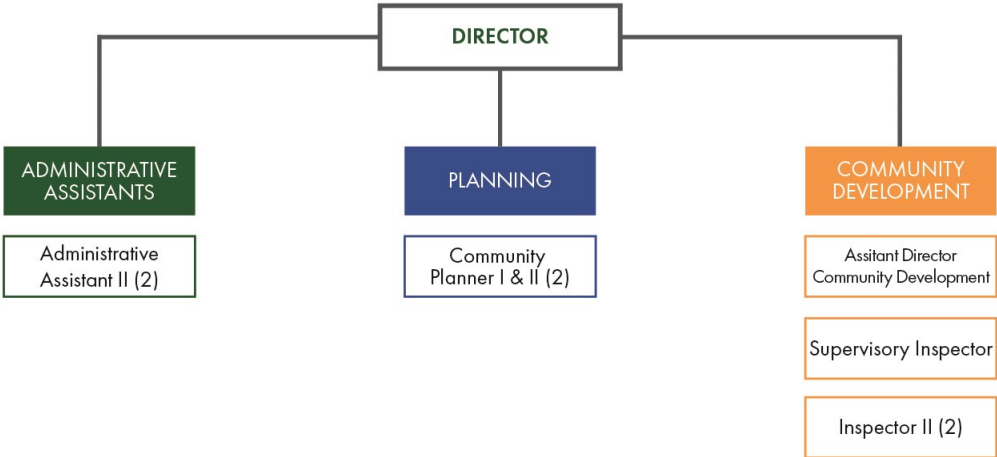 DIRECTOR
ADMINISTRATIVE
ASSISTANTS
Administrative
Assistant II (2)
PLANNING
Community
Planner I & II (2)
COMMUNITY
DEVELOPMENT
Assitant Director
Community Development
Supervisory Inspector
Inspector II (2)